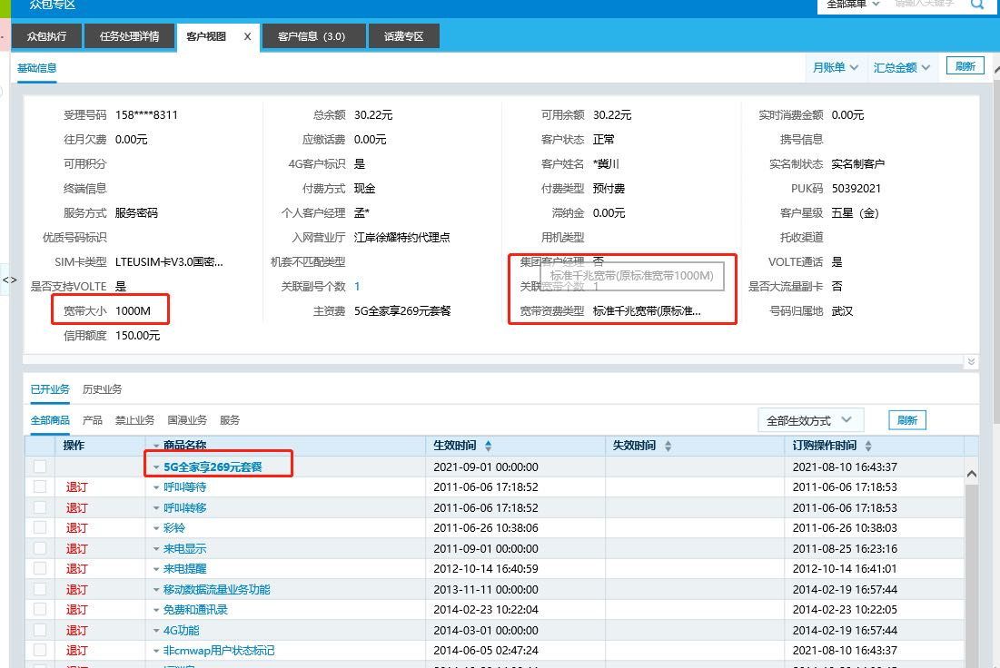 众包专区
全部菜单 请输入关键字
众包执行 任务处理详情 客户视图 X 客户信息（3.0） 话费专区
基础信息 月账单 汇总金额 刷新
受理号码 158****8311 总余额 30.22元 可用余额 30.22元 实时消费金额 0.00元
往月欠费 0.00元 应缴话费 0.00元 客户状态 正常 携号信息
可用积分 4G客户标识 是 客户姓名 *冀川 实名制状态 实名制客户
终端信息 付费方式 现金 付费类型 预付费 PUK码 50392021
服务方式 服务密码 个人客户经理 孟* 滞纳金 0.00元 客户星级 五星（金）
优质号码标识 入网营业厅 江岸徐耀特约代理点 用机类型 托收渠道
SIM卡类型 LTEUSIM卡V3.0国密... 机套不匹配类型 集团客户经理 否 VOLTE通话 是
标准千兆宽带(原标准宽带1000M)
<> 是否支持VOLTE 是 关联副号个数 1 关联宽带个数 1 是否大流量副卡 否
宽带大小 1000M 主资费 5G全家享269元套餐 宽带资费类型 标准千兆宽带(原标准... 号码归属地 武汉
信用额度 150.00元
已开业务 历史业务
全部商品 产品 禁止业务 国漫业务 服务 全部生效方式 刷新
操作 商品名称 生效时间 失效时间 订购操作时间
5G全家享269元套餐 2021-09-01 00:00:00 2021-08-10 16:43:37
退订 呼叫等待 2011-06-06 17:18:52 2011-06-06 17:18:53
退订 呼叫转移 2011-06-06 17:18:52 2011-06-06 17:18:53
退订 彩铃 2011-06-26 10:38:06 2011-06-26 10:38:03
退订 来电显示 2011-09-01 00:00:00 2011-08-25 16:23:16
退订 来电提醒 2012-10-14 16:40:59 2012-10-14 16:41:01
退订 移动数据流量业务功能 2013-11-11 00:00:00 2014-02-19 16:57:44
退订 免费和通讯录 2014-02-23 10:22:04 2014-02-23 10:22:05
退订 4G功能 2014-03-01 00:00:00 2014-02-19 16:57:44
退订 非cmwap用户状态标记 2014-06-05 02:47:24 2021-08-10 16:43:37